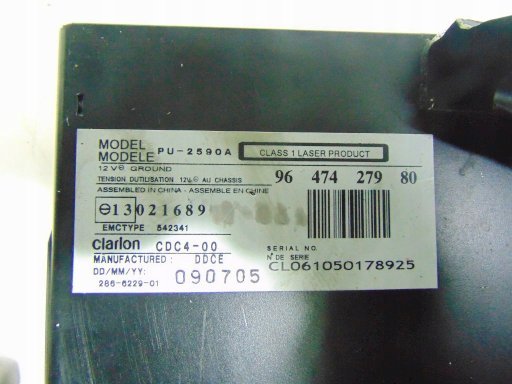 MODEL
MODELE PU-2590A CLASS 1 LASER PRODUCT
12V⊖ GROUND
TENSION DUTILISATION 12V⊖ AU CHASSIS 96 474 279 80
ASSEMBLED IN CHINA - ASSEMBLE EN CHINE
⊖13021689
EMCTYPE 542341
clarion CDC4-00
SERIAL NO.
N° DE SERIE
MANUFACTURED: DDCE
CL061050178925
DD/MM/YY: 090705
286-6229-01